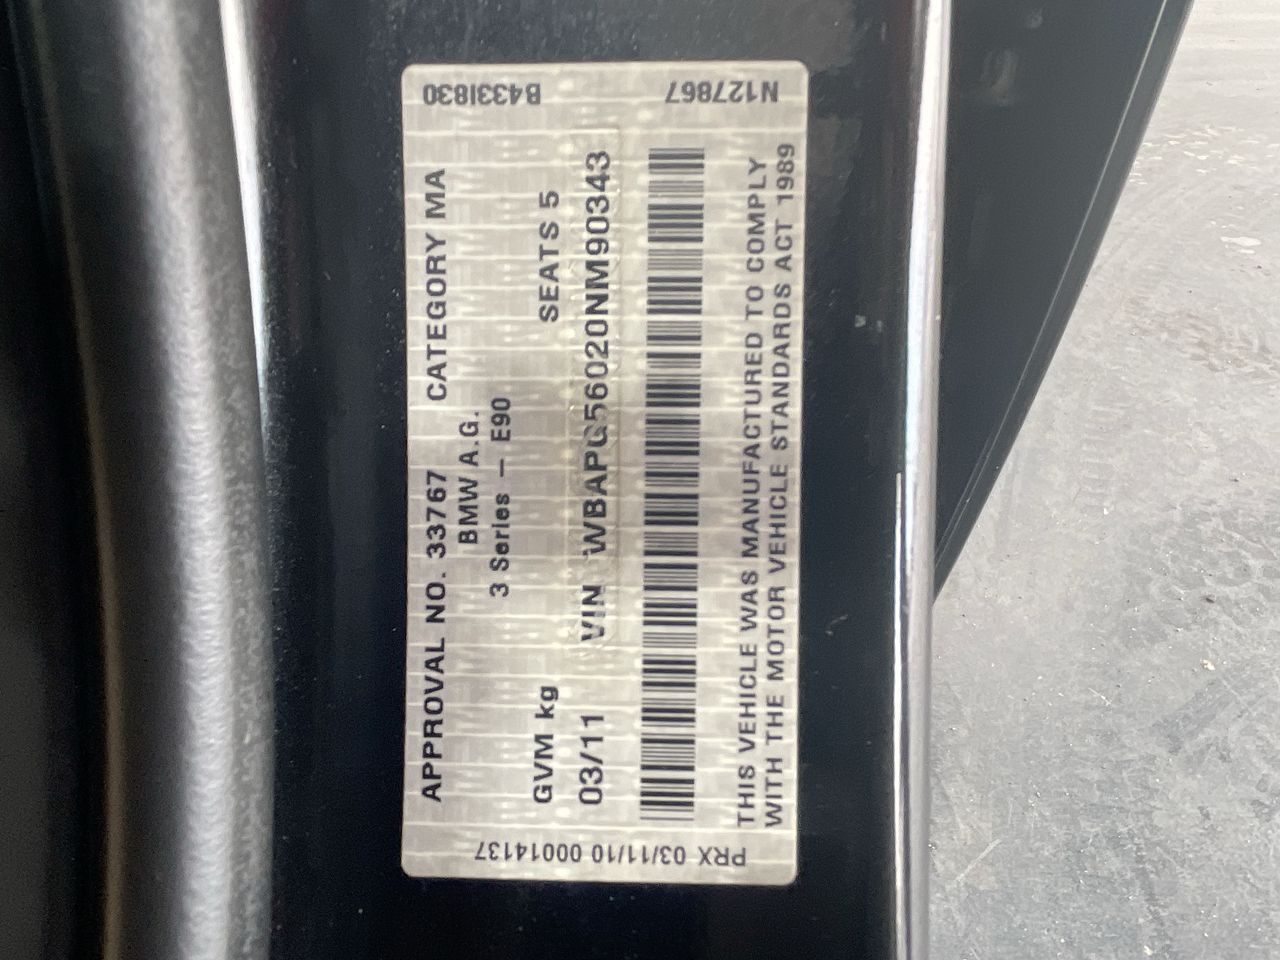 APPROVAL NO. 33767 CATEGORY MA
BMW A.G.
3 Series – E90
GVM kg SEATS 5
03/11 VIN WBAPG56020NM90343
THIS VEHICLE WAS MANUFACTURED TO COMPLY
WITH THE MOTOR VEHICLE STANDARDS ACT 1989
PRX 03/11/10 00014137
N127867
B433I830